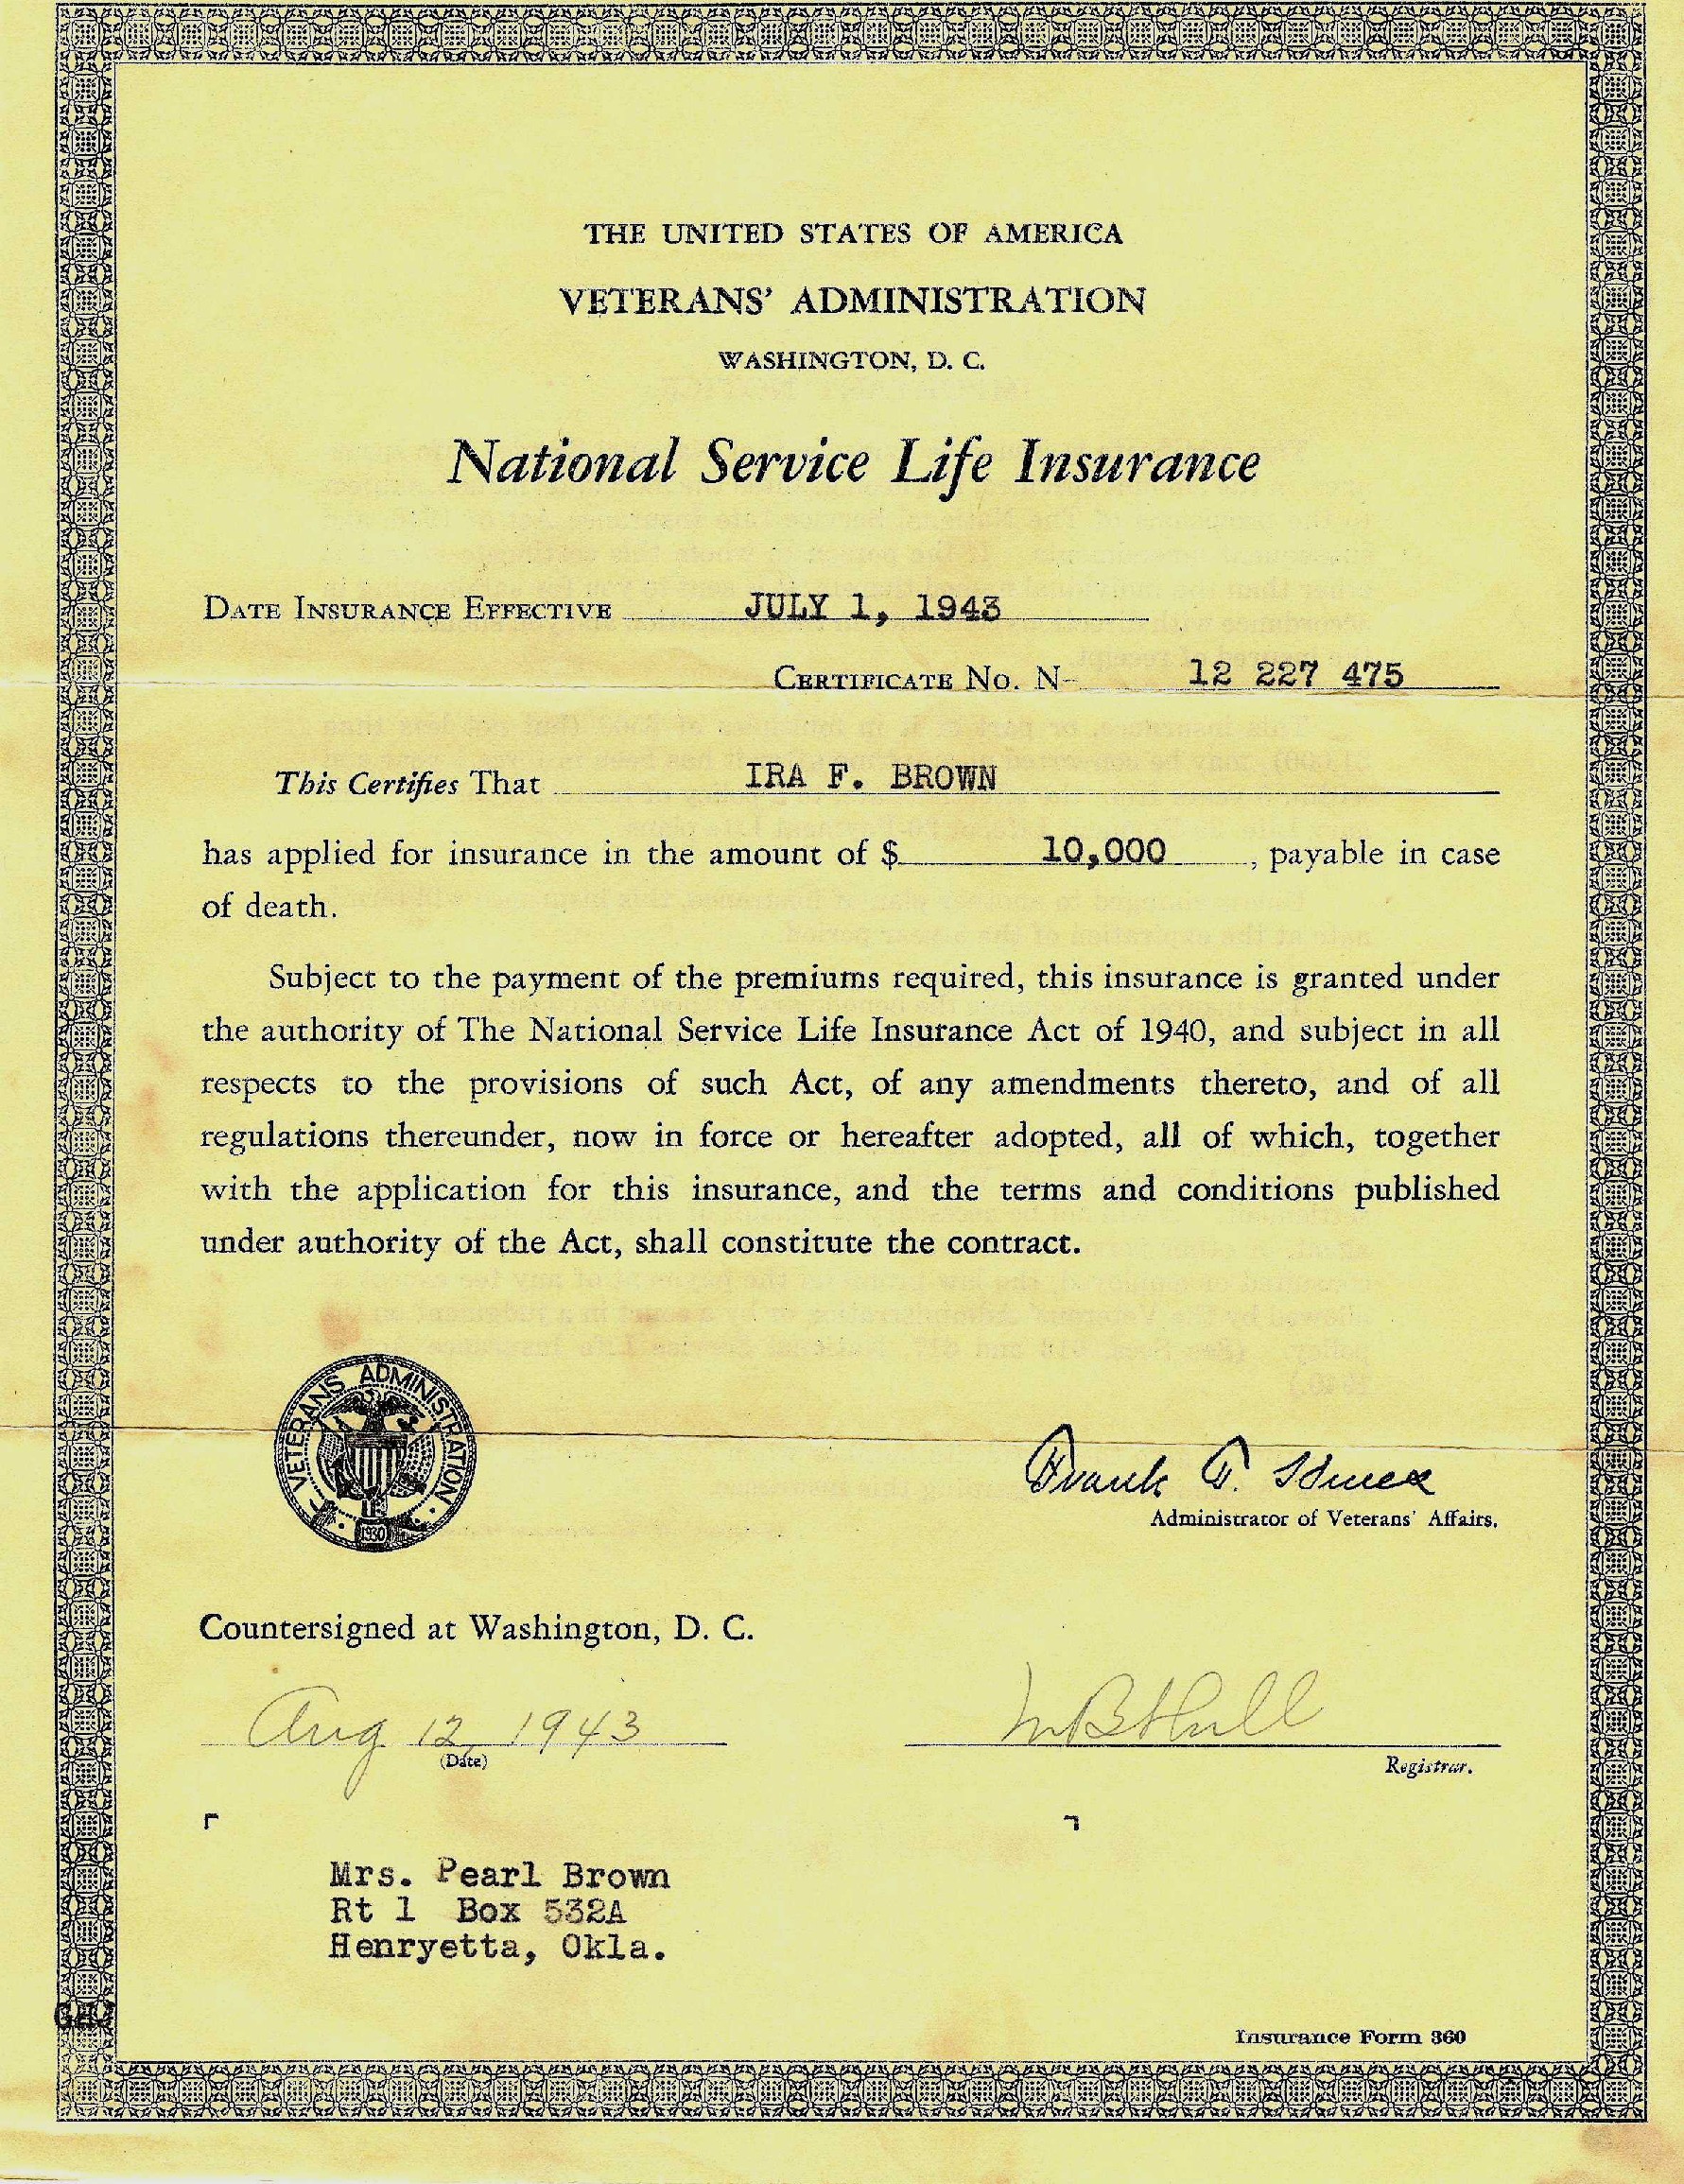 THE UNITED STATES OF AMERICA
VETERANS' ADMINISTRATION
WASHINGTON, D. C.
National Service Life Insurance
DATE INSURANCE EFFECTIVE JULY 1, 1943
CERTIFICATE NO. N- 12 227 475
This Certifies That IRA F. BROWN
has applied for insurance in the amount of $ 10,000, payable in case
of death.
Subject to the payment of the premiums required, this insurance is granted under
the authority of The National Service Life Insurance Act of 1940, and subject in all
respects to the provisions of such Act, of any amendments thereto, and of all
regulations thereunder, now in force or hereafter adopted, all of which, together
with the application for this insurance, and the terms and conditions published
under authority of the Act, shall constitute the contract.
VETERANS ADMINISTRATION
1930
Frank T. Hines
Administrator of Veterans' Affairs.
Countersigned at Washington, D. C.
Aug 12, 1943
(Date)
M B Hall
Registrar.
Mrs. Pearl Brown
Rt 1 Box 532A
Henryetta, Okla.
Insurance Form 360